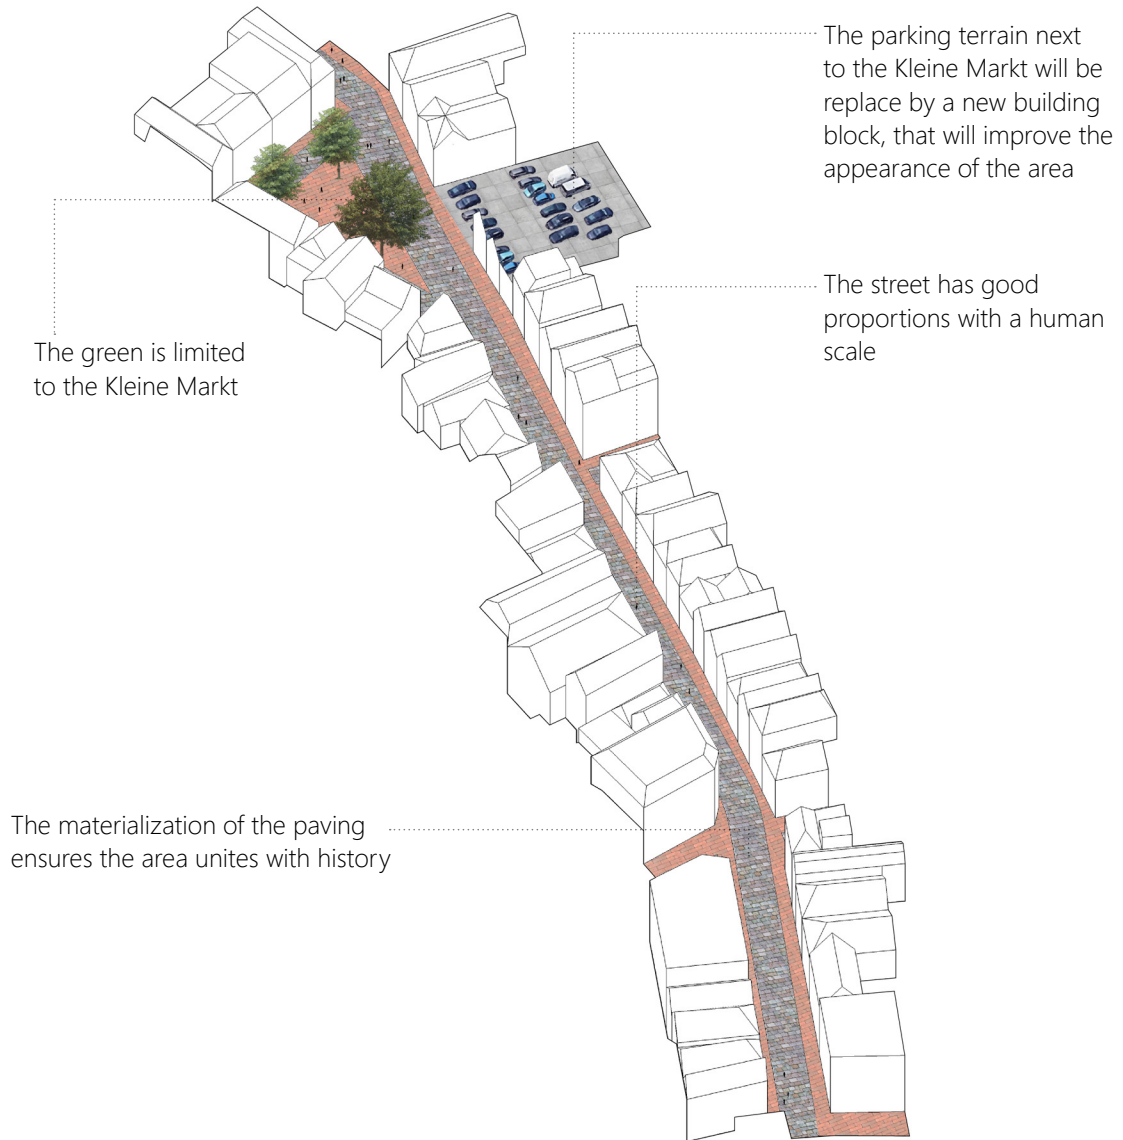 The parking terrain next
to the Kleine Markt will be
replace by a new building
block, that will improve the
appearance of the area
The street has good
proportions with a human
scale
The green is limited
to the Kleine Markt
The materialization of the paving
ensures the area unites with history